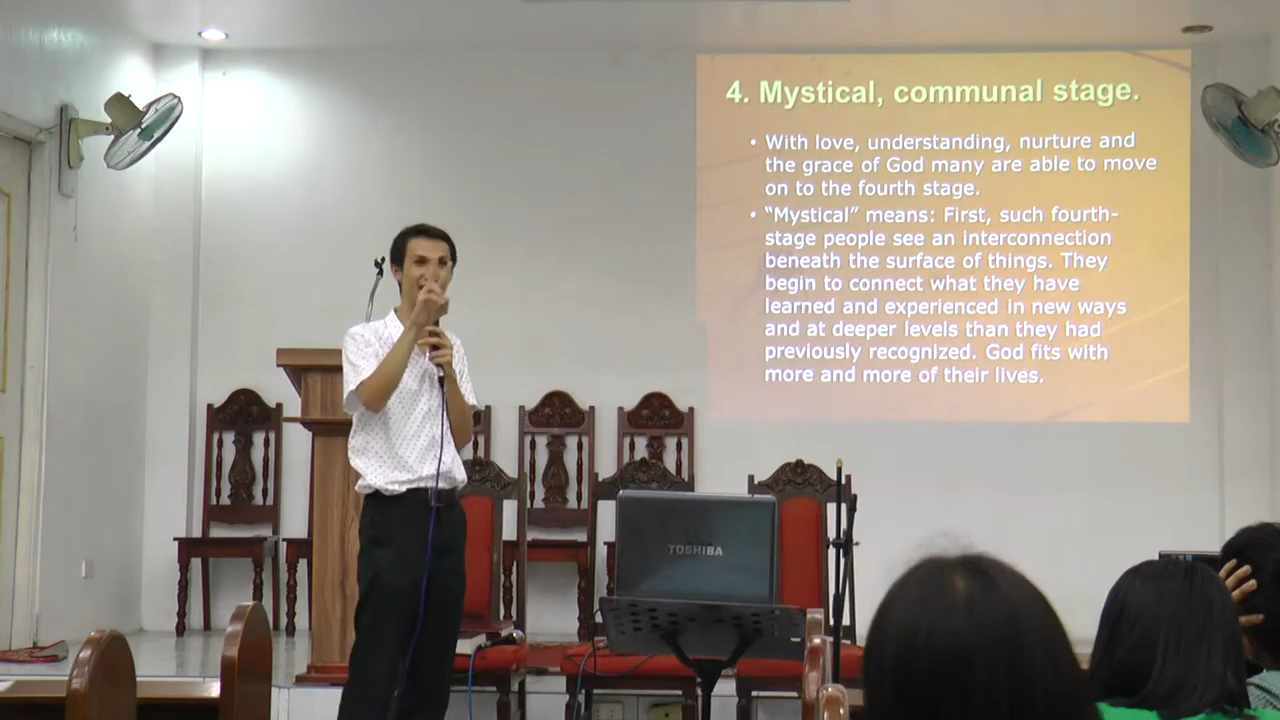 4. Mystical, communal stage.
• With love, understanding, nurture and
the grace of God many are able to move
on to the fourth stage.
• “Mystical” means: First, such fourth-
stage people see an interconnection
beneath the surface of things. They
begin to connect what they have
learned and experienced in new ways
and at deeper levels than they had
previously recognized. God fits with
more and more of their lives.
TOSHIBA